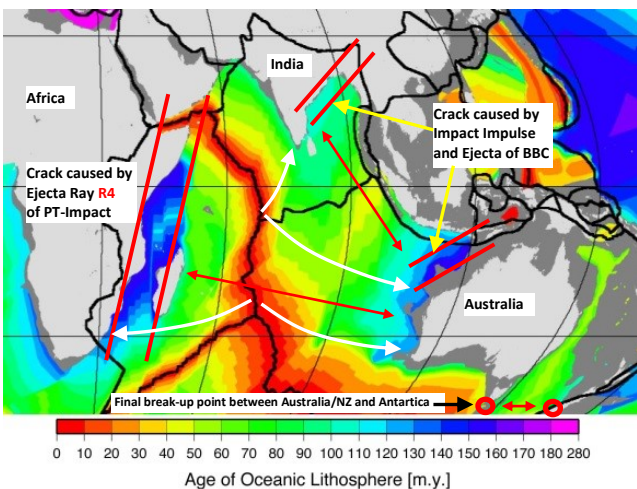 India
Africa
Crack caused by
Impact Impulse
and Ejecta of BBC
Crack caused by
Ejecta Ray R4
of PT-Impact
Australia
Final break-up point between Australia/NZ and Antartica
0 10 20 30 40 50 60 70 80 90 100 110 120 130 140 150 160 170 180 280
Age of Oceanic Lithosphere [m.y.]